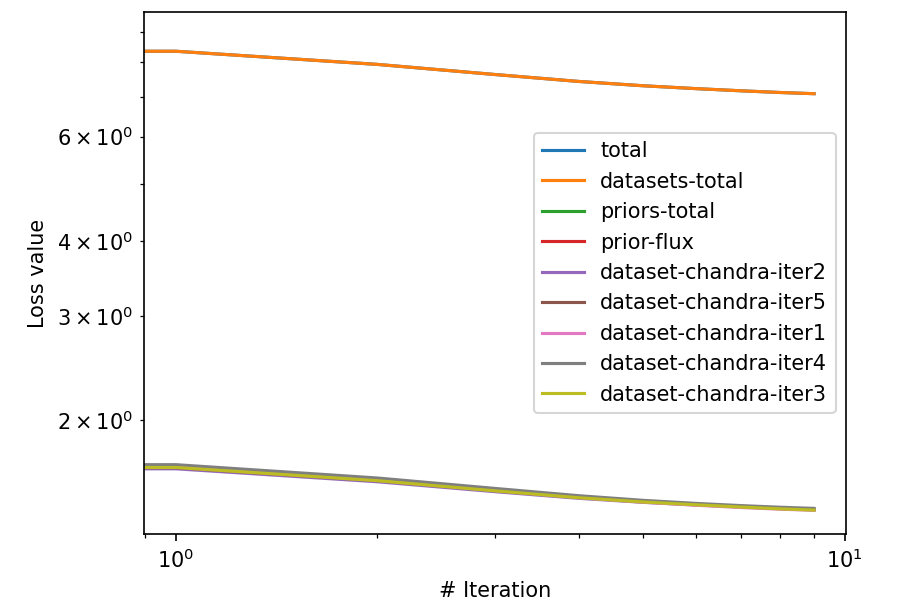 6 × 10⁰
4 × 10⁰
3 × 10⁰
2 × 10⁰
Loss value
total
datasets-total
priors-total
prior-flux
dataset-chandra-iter2
dataset-chandra-iter5
dataset-chandra-iter1
dataset-chandra-iter4
dataset-chandra-iter3
10⁰
10¹
# Iteration